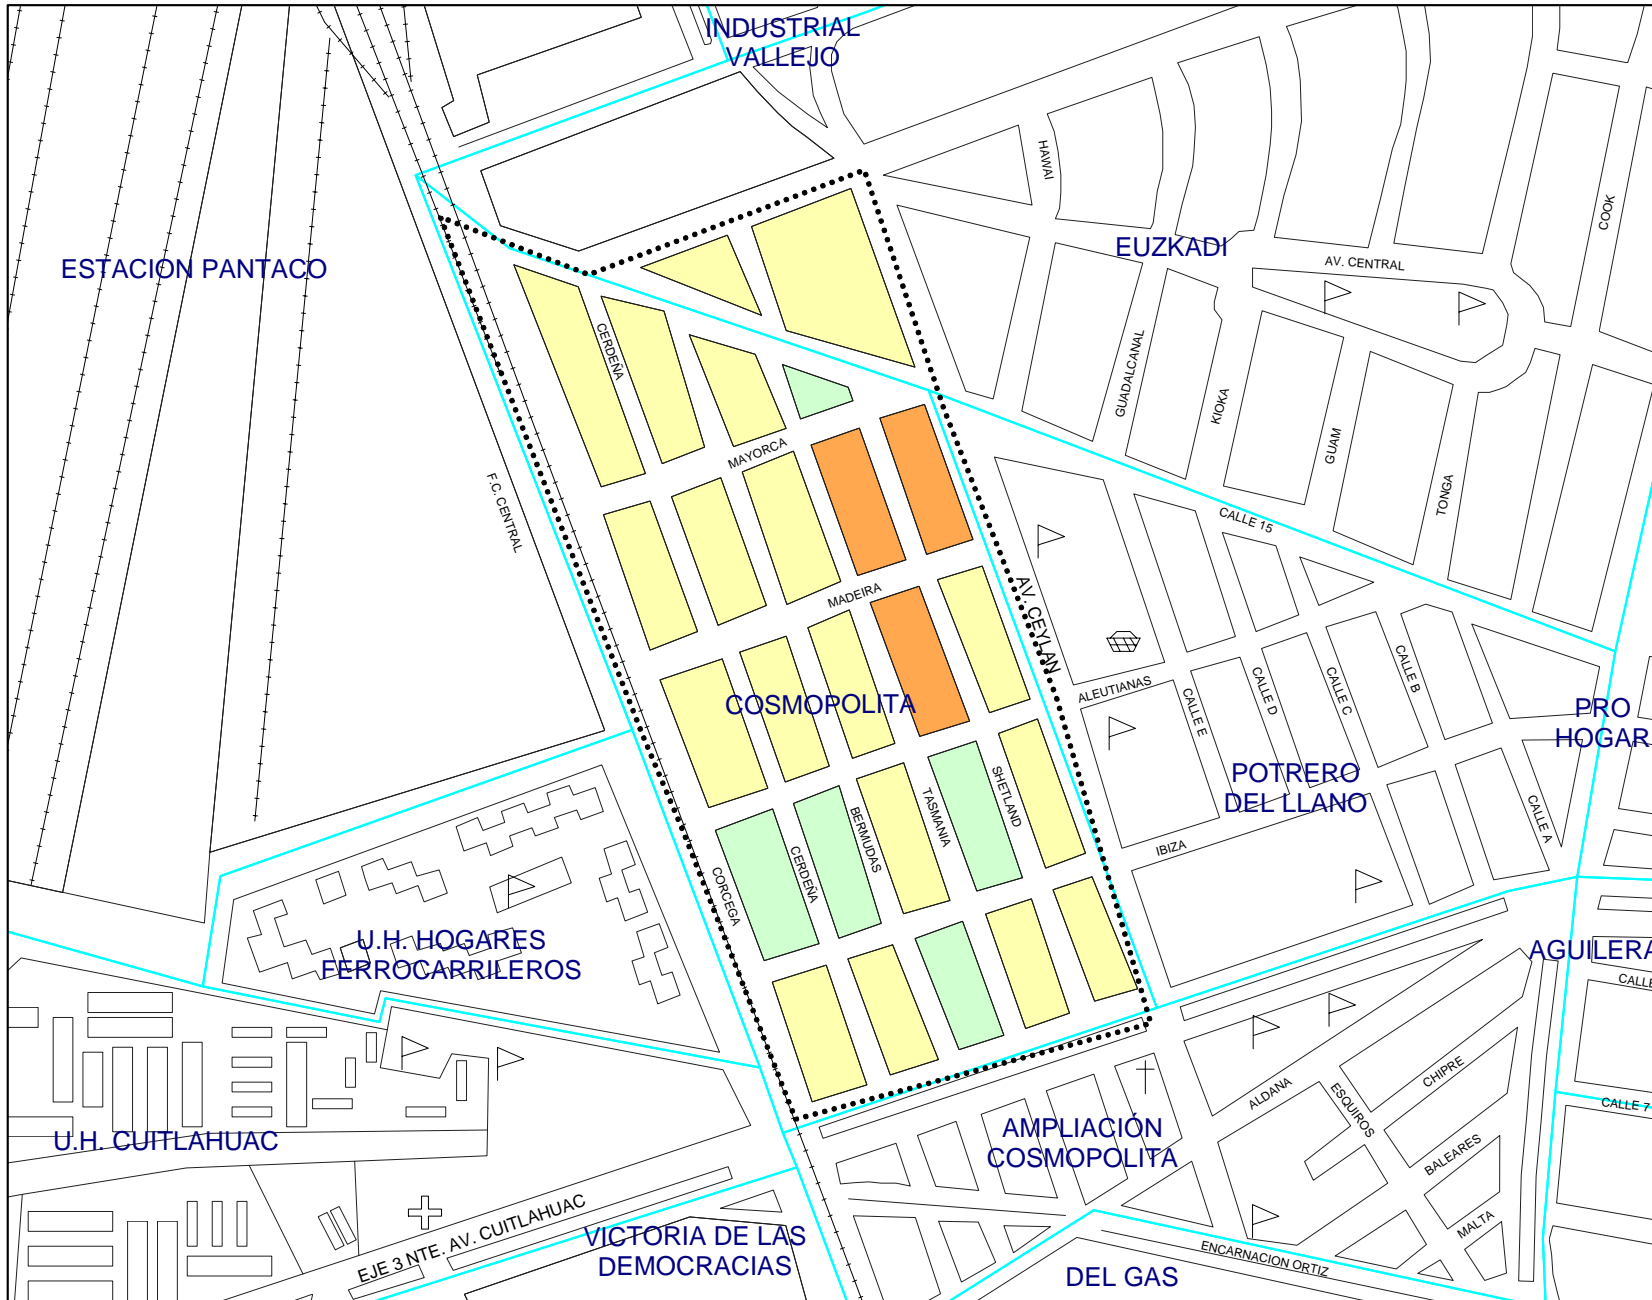 INDUSTRIAL
VALLEJO
HAWAI
COOK
EUZKADI
AV. CENTRAL
ESTACION PANTACO
CERDEÑA
GUADALCANAL
KIOKA
GUAM
TONGA
MAYORCA
F.C. CENTRAL
CALLE 15
MADEIRA
AV. CEYLAN
COSMOPOLITA
ALEUTIANAS
CALLE E
CALLE D
CALLE C
CALLE B
PRO
HOGAR
POTRERO
DEL LLANO
SHETLAND
TASMANIA
BERMUDAS
CERDEÑA
CORCEGA
IBIZA
CALLE A
U.H. HOGARES
FERROCARRILEROS
AGUILERA
CALLE
U.H. CUITLAHUAC
AMPLIACIÓN
COSMOPOLITA
ALDANA
ESQUIROS
CHIPRE
CALLE 7
BALEARES
MALTA
EJE 3 NTE. AV. CUITLAHUAC
VICTORIA DE LAS
DEMOCRACIAS
DEL GAS
ENCARNACION ORTIZ